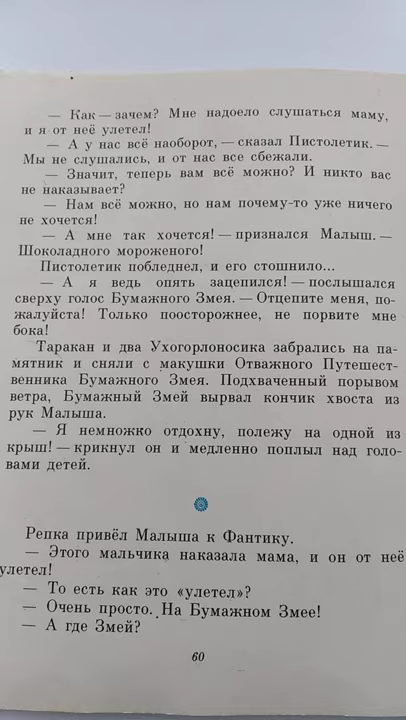 — Как — зачем? Мне надоело слушаться маму,
и я от неё улетел!
— А у нас всё наоборот, — сказал Пистолетик. —
Мы не слушались, и от нас все сбежали.
— Значит, теперь вам всё можно? И никто вас
не наказывает?
— Нам всё можно, но нам почему-то уже ничего
не хочется!
— А мне так хочется! — признался Малыш. —
Шоколадного мороженого!
Пистолетик побледнел, и его стошнило...
— А я ведь опять зацепился! — послышался
сверху голос Бумажного Змея. — Отцепите меня, по-
жалуйста! Только поосторожнее, не порвите мне
бока!
Таракан и два Ухогорлоносика забрались на па-
мятник и сняли с макушки Отважного Путешест-
венника Бумажного Змея. Подхваченный порывом
ветра, Бумажный Змей вырвал кончик хвоста из
рук Малыша.
— Я немножко отдохну, полежу на одной из
крыш! — крикнул он и медленно поплыл над голо-
вами детей.
Репка привёл Малыша к Фантику.
— Этого мальчика наказала мама, и он от неё
улетел!
— То есть как это «улетел»?
— Очень просто. На Бумажном Змее!
— А где Змей?
60